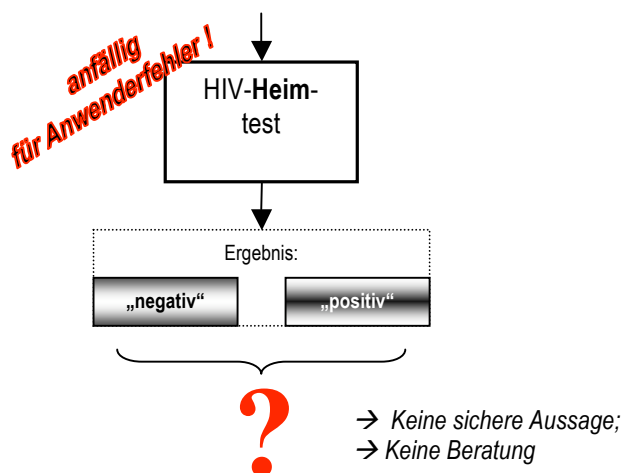 anfällig
für Anwenderfehler !
HIV-Heim-
test
Ergebnis:
„negativ“
„positiv“
?
→ Keine sichere Aussage;
→ Keine Beratung